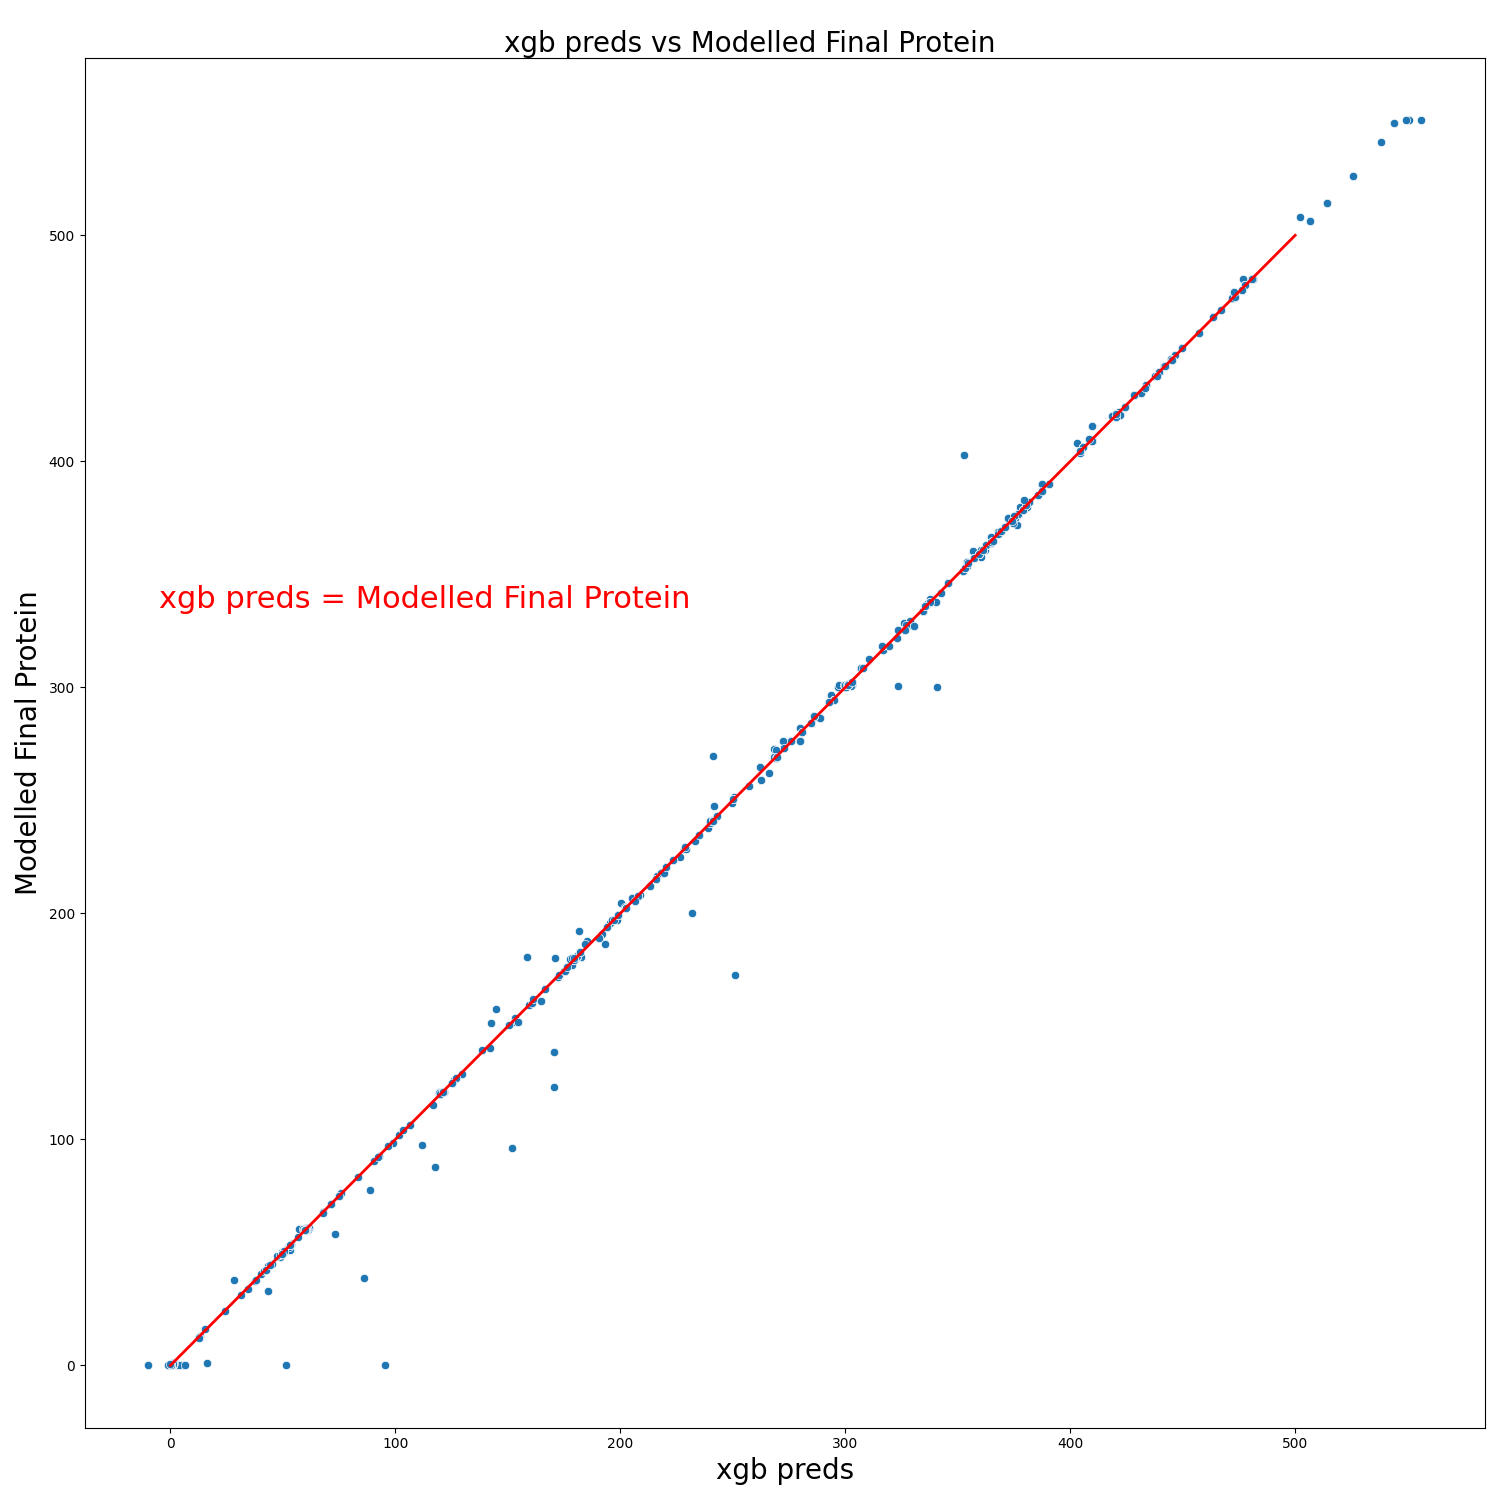 xgb preds vs Modelled Final Protein
500
400
xgb preds = Modelled Final Protein
300
200
100
0
Modelled Final Protein
0 100 200 300 400 500
xgb preds